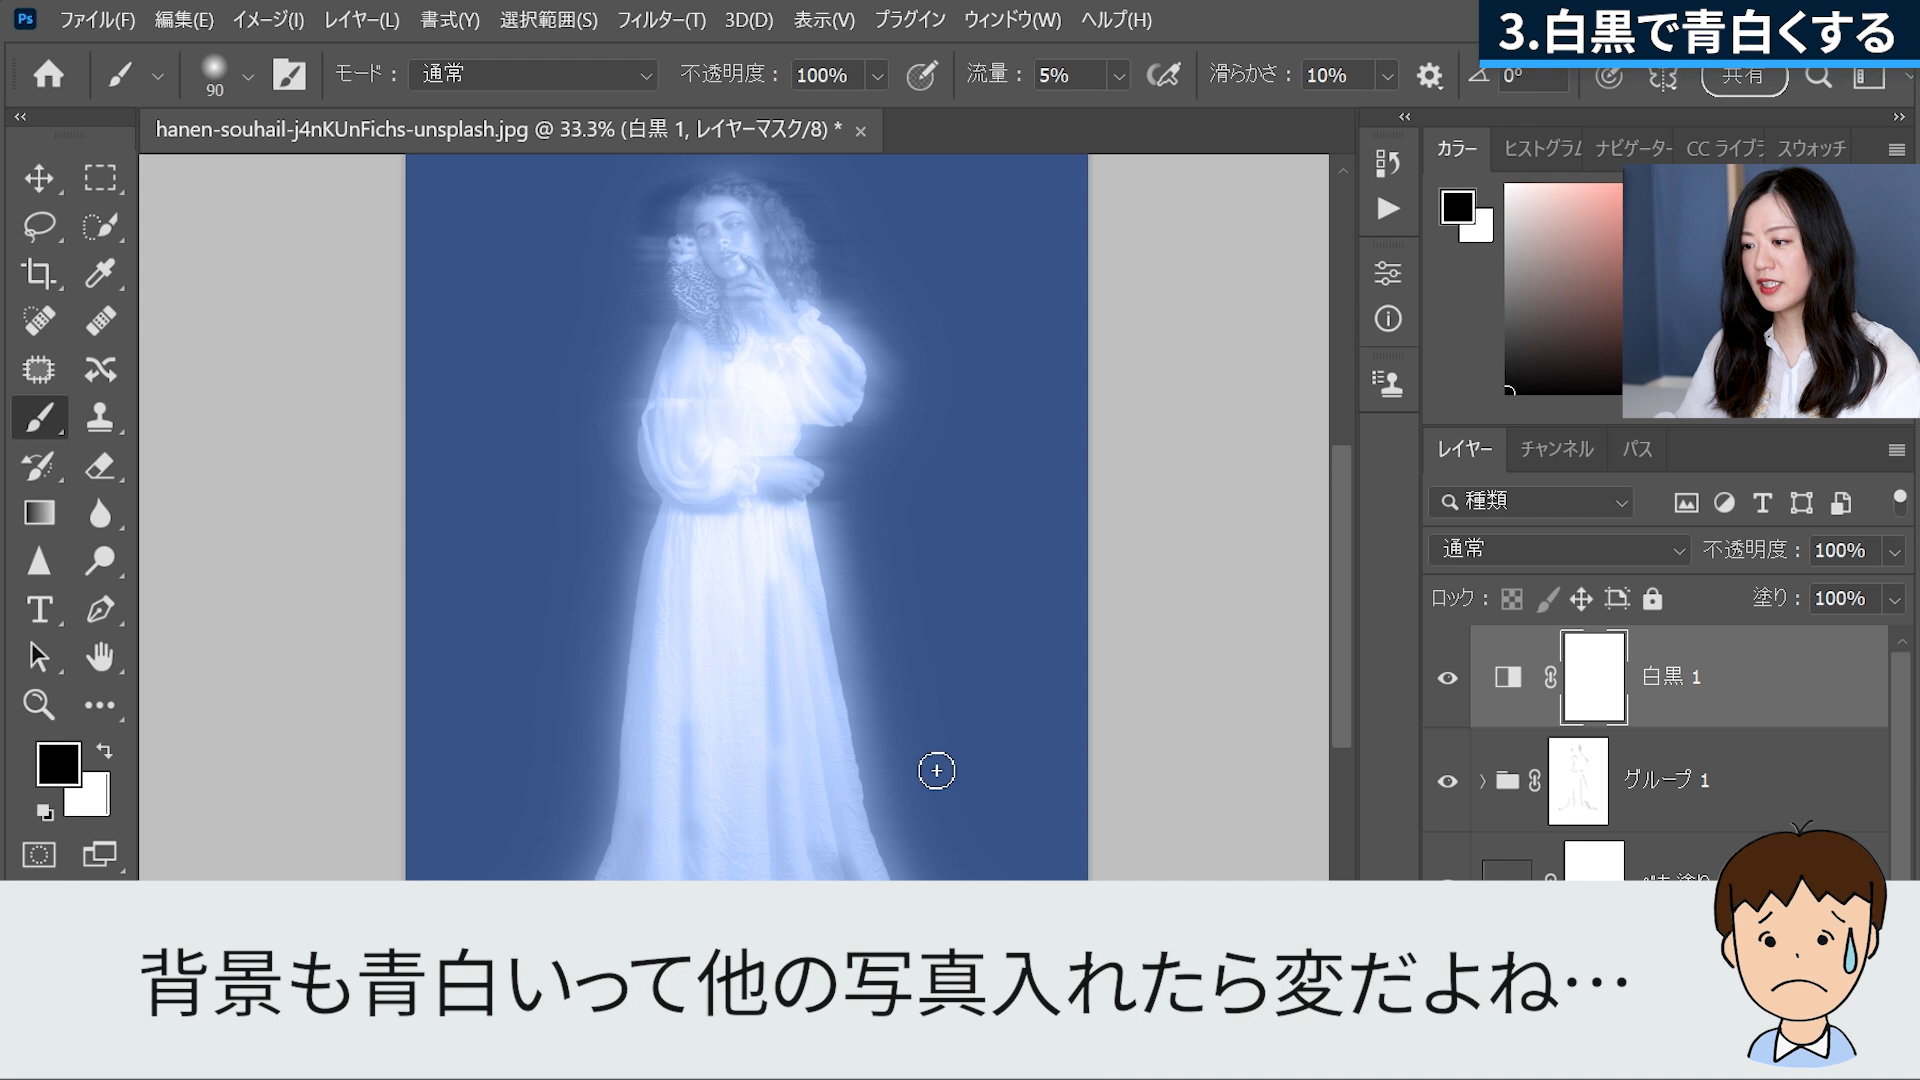 Ps ファイル(F) 編集(E) イメージ(I) レイヤー(L) 書式(Y) 選択範囲(S) フィルター(T) 3D(D) 表示(V) プラグイン ウィンドウ(W) ヘルプ(H)
3.白黒で青白くする
90 モード： 通常 不透明度： 100% 流量： 5% 滑らかさ： 10% 0° 共有
hanen-souhail-j4nKUnFichs-unsplash.jpg @ 33.3% (白黒 1, レイヤーマスク/8) * ×
カラー ヒストグラム ナビゲーター CC ライブラ スウォッチ
レイヤー チャンネル パス
種類
通常 不透明度： 100%
ロック： 塗り： 100%
白黒 1
グループ 1
背景も青白いって他の写真入れたら変だよね…